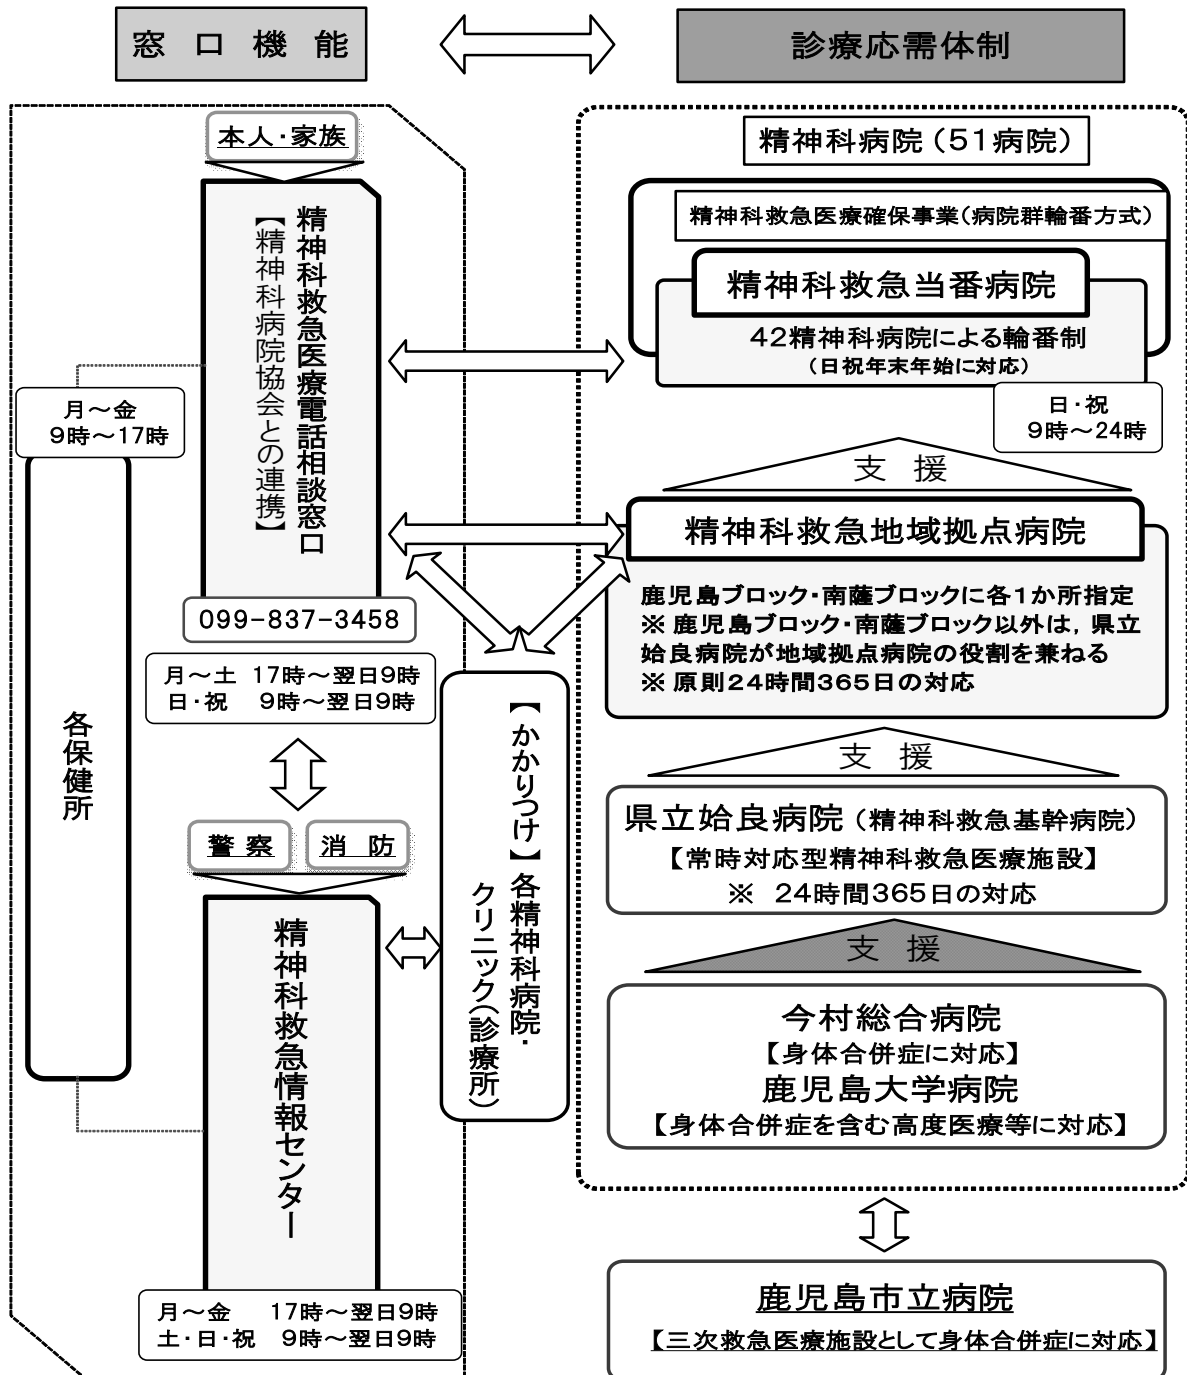 窓口機能
診療応需体制
本人・家族
精神科救急医療電話相談窓口
【精神科病院協会との連携】
099-837-3458
月～土 17時～翌日9時
日・祝 9時～翌日9時
月～金
9時～17時
各保健所
警察
消防
精神科救急情報センター
月～金 17時～翌日9時
土・日・祝 9時～翌日9時
【かかりつけ】各精神科病院・
クリニック（診療所）
精神科病院（51病院）
精神科救急医療確保事業（病院群輪番方式）
精神科救急当番病院
42精神科病院による輪番制
（日祝年末年始に対応）
日・祝
9時～24時
支援
精神科救急地域拠点病院
鹿児島ブロック・南薩ブロックに各１か所指定
※ 鹿児島ブロック・南薩ブロック以外は，県立
姶良病院が地域拠点病院の役割を兼ねる
※ 原則24時間365日の対応
支援
県立姶良病院（精神科救急基幹病院）
【常時対応型精神科救急医療施設】
※ 24時間365日の対応
支援
今村総合病院
【身体合併症に対応】
鹿児島大学病院
【身体合併症を含む高度医療等に対応】
鹿児島市立病院
【三次救急医療施設として身体合併症に対応】